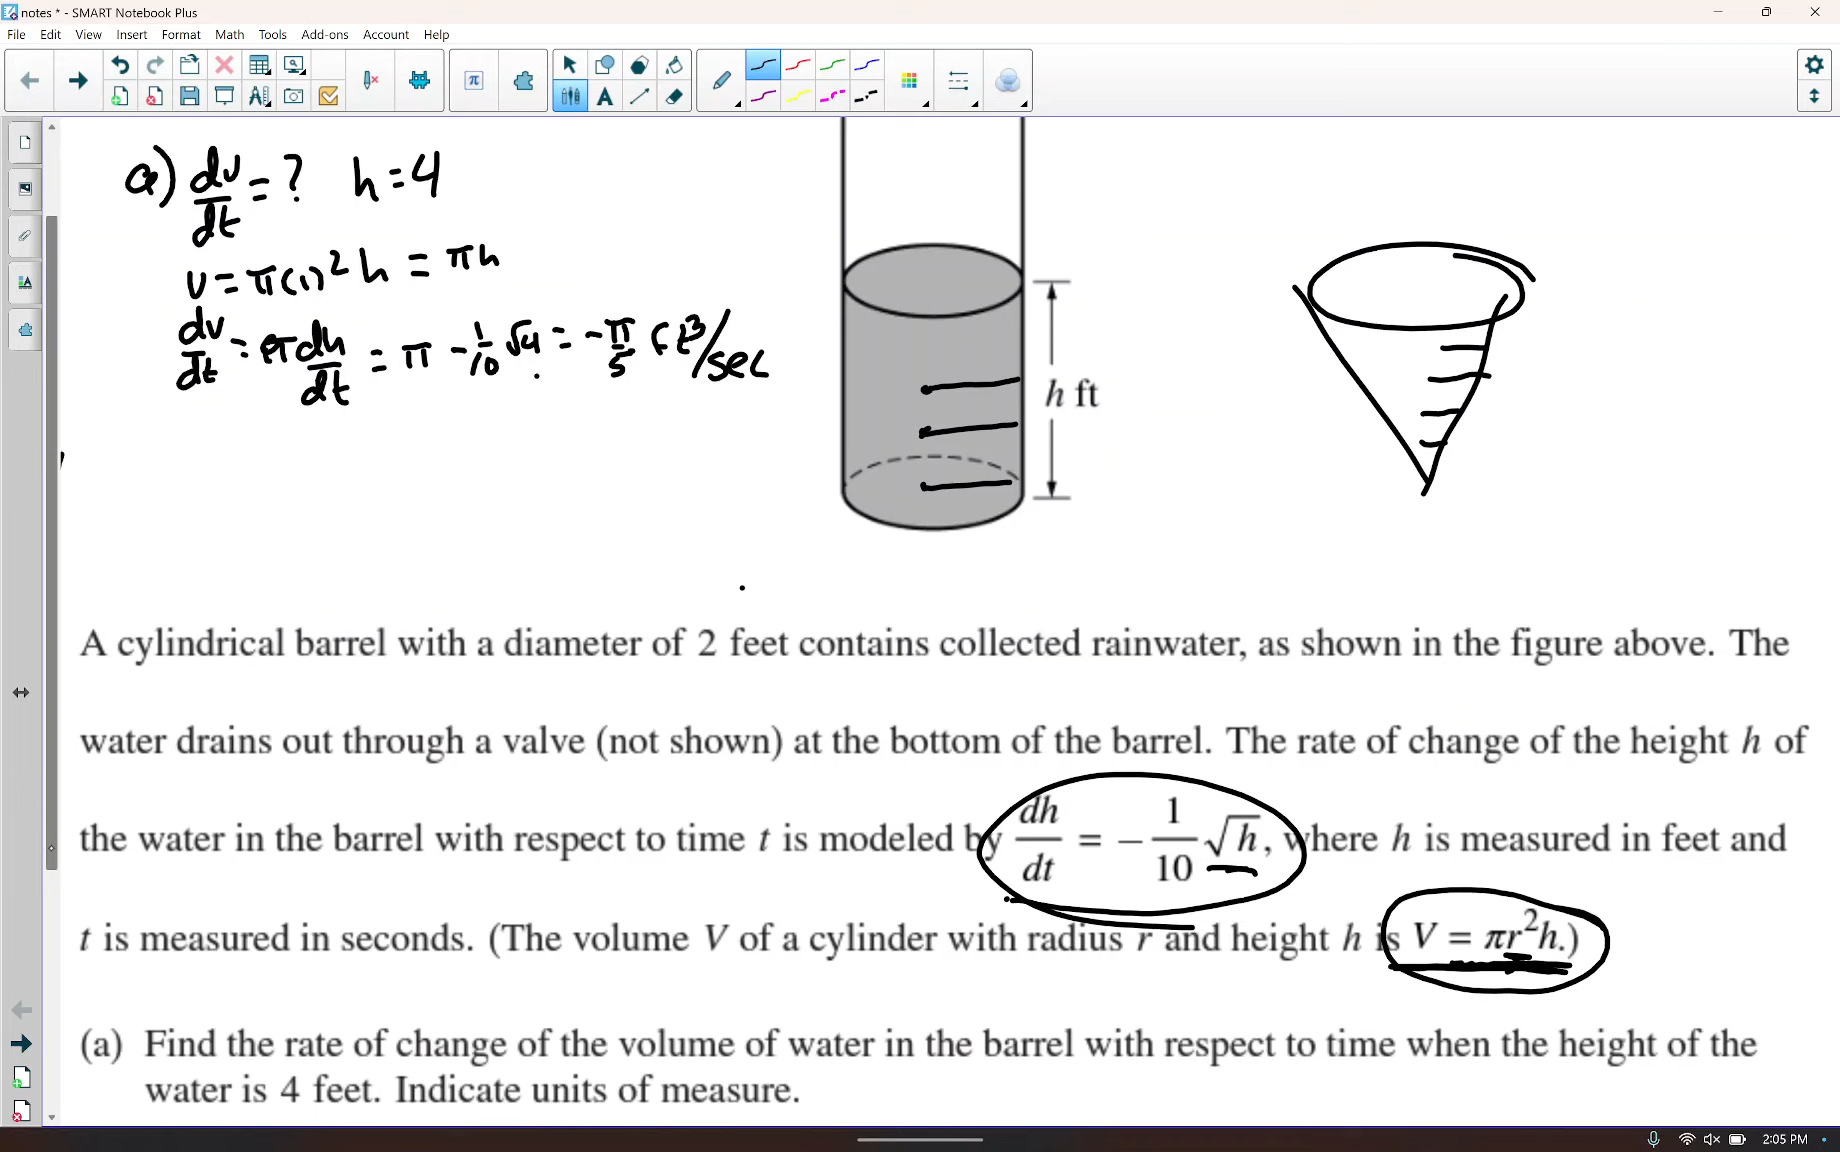 notes * - SMART Notebook Plus
File Edit View Insert Format Math Tools Add-ons Account Help
a) dv/dt = ? h = 4
v = π(1)² h = πh
dv/dt = π dh/dt = π -1/10 √4 = -π/5 ft³/sec
h ft
A cylindrical barrel with a diameter of 2 feet contains collected rainwater, as shown in the figure above. The
water drains out through a valve (not shown) at the bottom of the barrel. The rate of change of the height h of
the water in the barrel with respect to time t is modeled by dh/dt = -1/10 √h, where h is measured in feet and
t is measured in seconds. (The volume V of a cylinder with radius r and height h is V = πr²h.)
(a) Find the rate of change of the volume of water in the barrel with respect to time when the height of the
water is 4 feet. Indicate units of measure.
2:05 PM